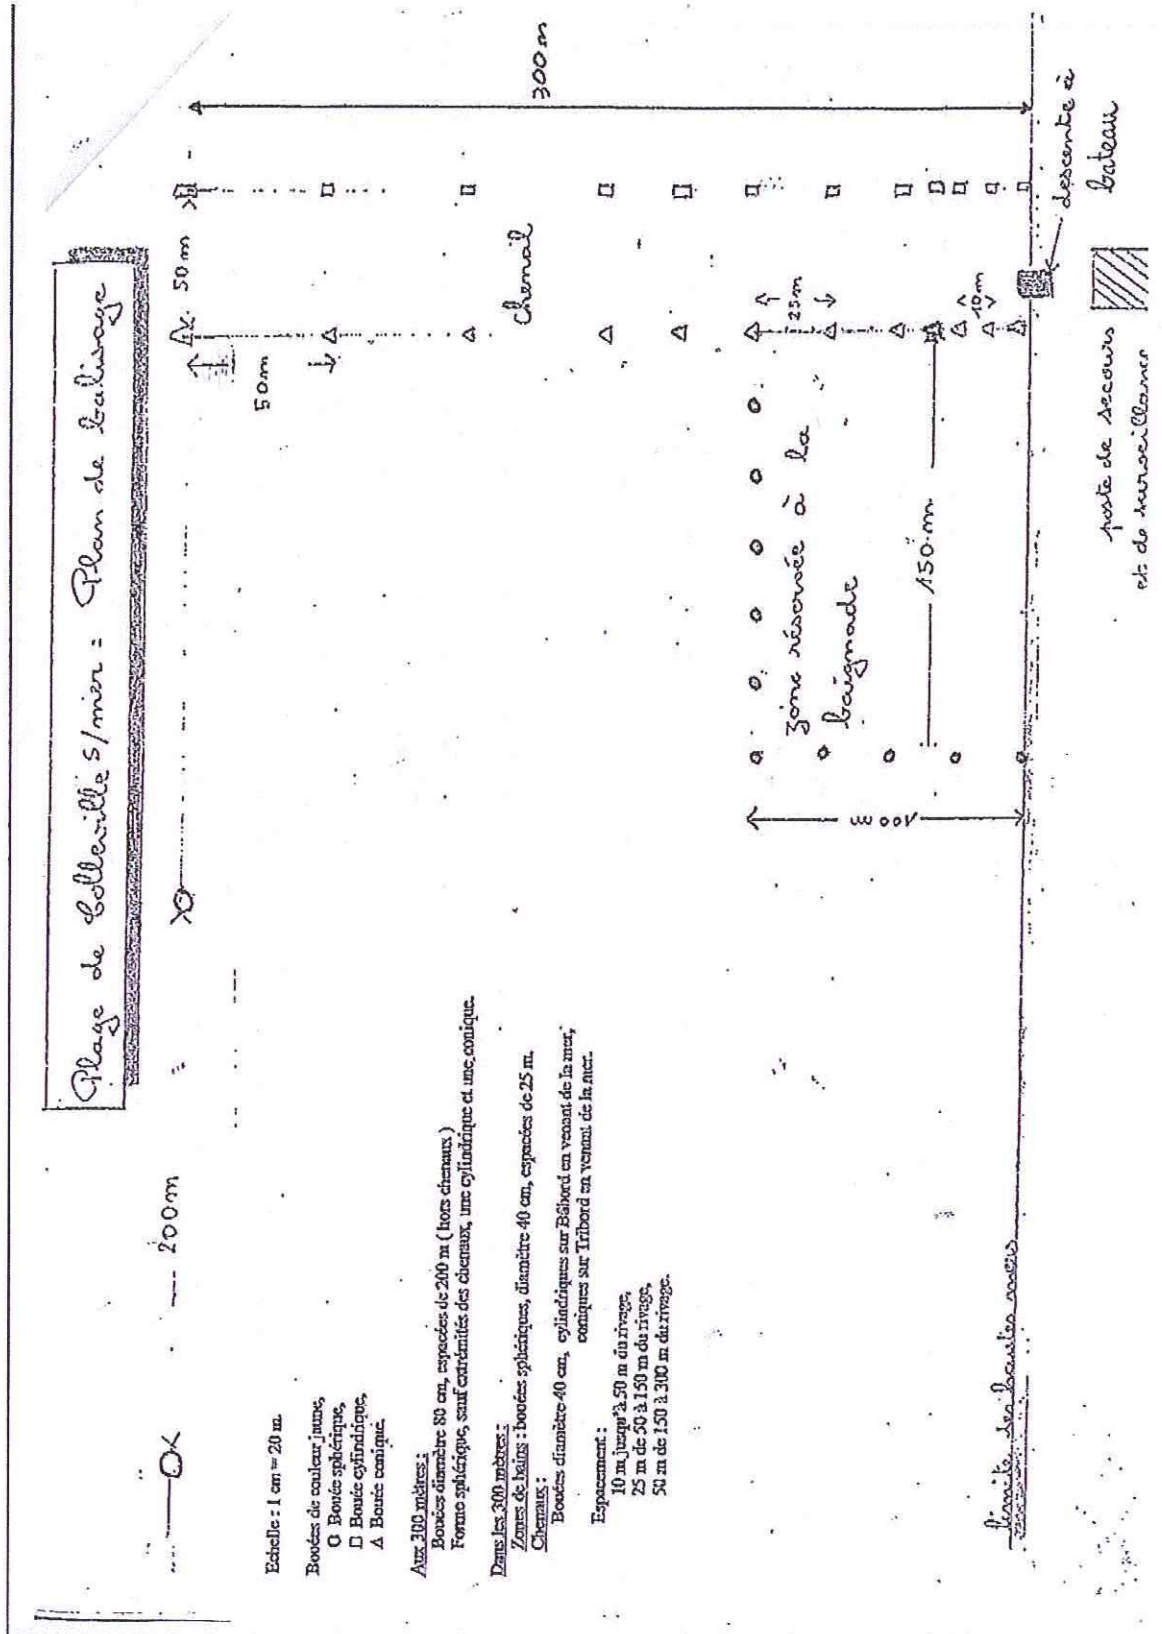 Plage de Colleville s/mer = Plan de balisage
200m
50m
50m
300m
Chenal
25m
10m
zone réservée à la
baignade
150m
100m
descente à
bateau
poste de secours
et de surveillance
Echelle : 1 cm = 20 m.
Bouées de couleur jaune,
O Bouée sphérique,
□ Bouée cylindrique,
Δ Bouée conique.
Aux 300 mètres :
Bouées diamètre 80 cm, espacées de 200 m ( hors chenaux )
Forme sphérique, sauf extrémités des chenaux, une cylindrique et une conique.
Dans les 300 mètres :
Zones de bains : bouées sphériques, diamètre 40 cm, espacées de 25 m.
Chenaux :
Bouées diamètre 40 cm, cylindriques sur Bâbord en venant de la mer,
coniques sur Tribord en venant de la mer.
Espacement :
10 m jusqu'à 50 m du rivage,
25 m de 50 à 150 m du rivage,
50 m de 150 à 300 m du rivage.
limite des hautes mers